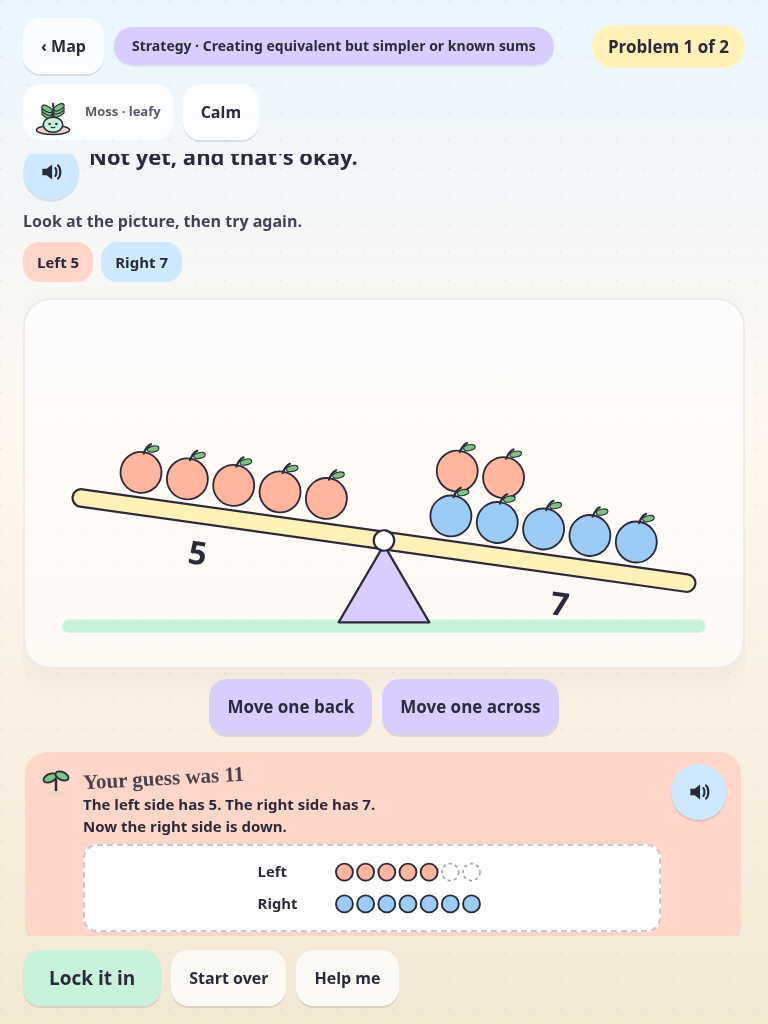 ‹ Map
Strategy · Creating equivalent but simpler or known sums
Problem 1 of 2
Moss · leafy
Calm
Not yet, and that's okay.
Look at the picture, then try again.
Left 5
Right 7
5
7
Move one back
Move one across
Your guess was 11
The left side has 5. The right side has 7.
Now the right side is down.
Left
Right
Lock it in
Start over
Help me